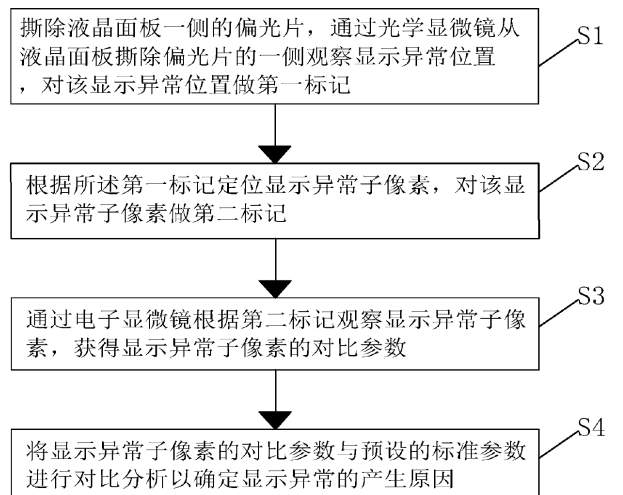 撕除液晶面板一侧的偏光片，通过光学显微镜从
液晶面板撕除偏光片的一侧观察显示异常位置
，对该显示异常位置做第一标记
S1
根据所述第一标记定位显示异常子像素，对该显
示异常子像素做第二标记
S2
通过电子显微镜根据第二标记观察显示异常子像
素，获得显示异常子像素的对比参数
S3
将显示异常子像素的对比参数与预设的标准参数
进行对比分析以确定显示异常的产生原因
S4